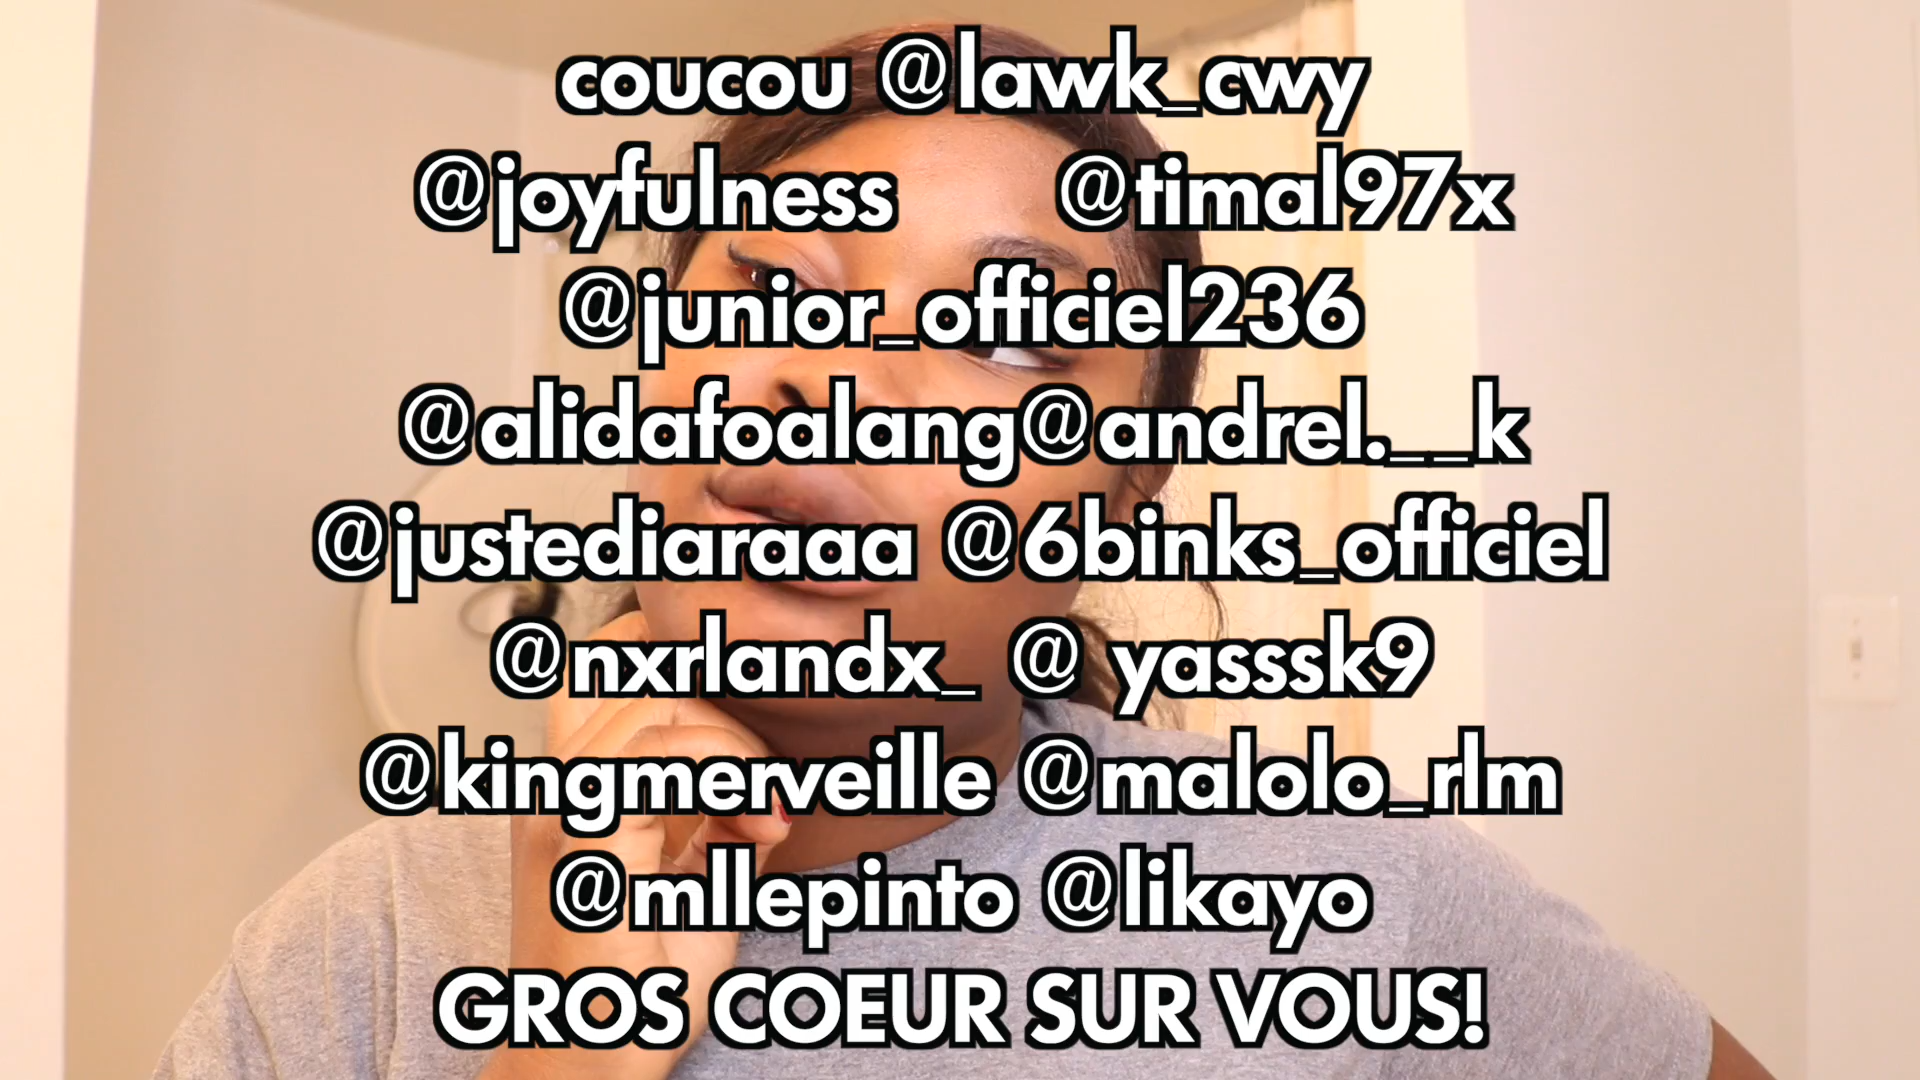 coucou @lawk_cwy
@joyfulness @timal97x
@junior_officiel236
@alidafoalang@andrel.__k
@justediaraaa @6binks_officiel
@nxrlandx_ @ yasssk9
@kingmerveille @malolo_rlm
@mllepinto @likayo
GROS COEUR SUR VOUS!